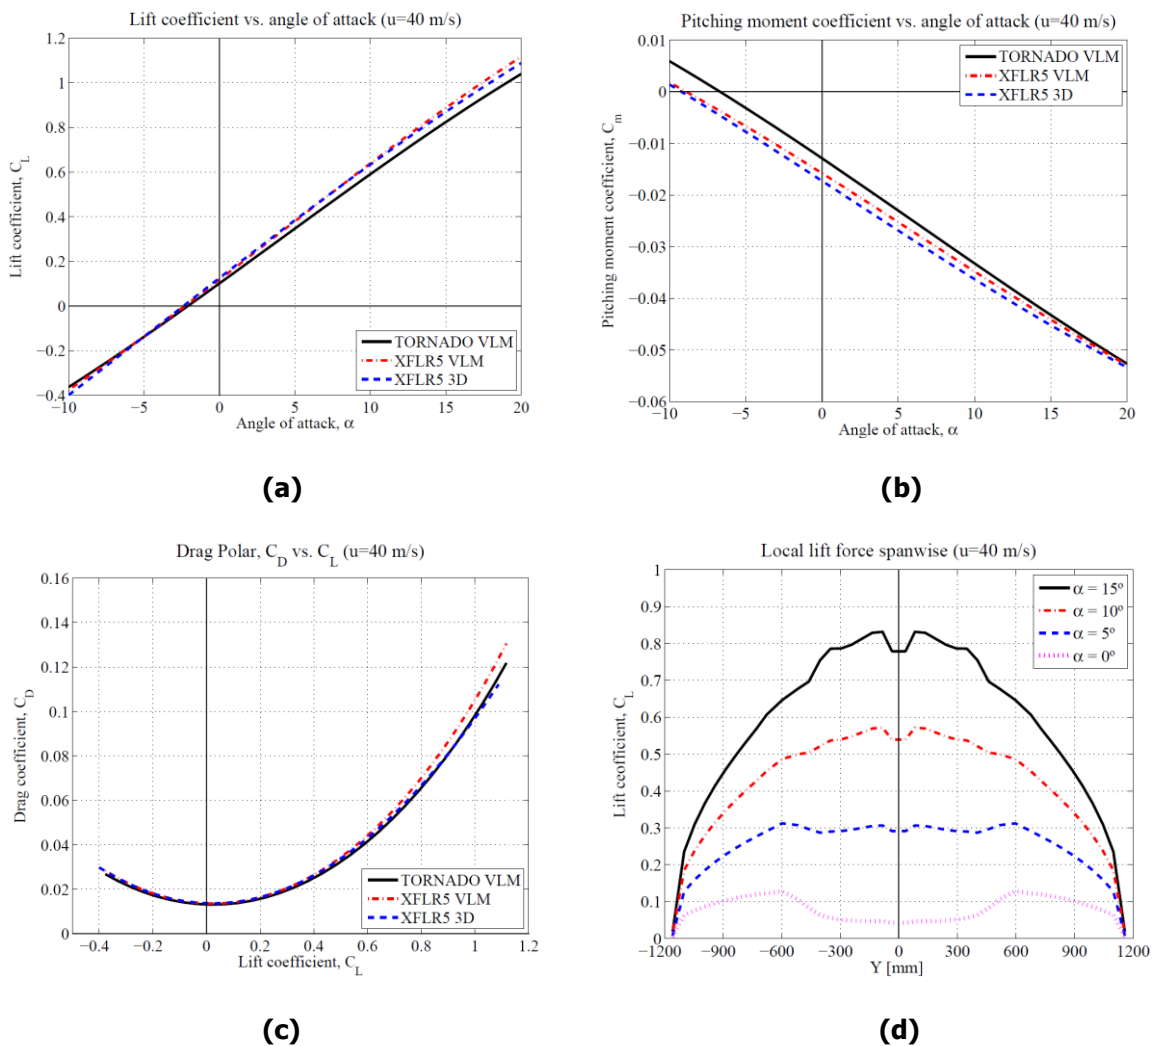 Lift coefficient vs. angle of attack (u=40 m/s)
1.2
1
0.8
0.6
0.4
0.2
0
−0.2
−0.4
Lift coefficient, C_L
TORNADO VLM
XFLR5 VLM
XFLR5 3D
−10 −5 0 5 10 15 20
Angle of attack, α
(a)
Pitching moment coefficient vs. angle of attack (u=40 m/s)
0.01
0
−0.01
−0.02
−0.03
−0.04
−0.05
−0.06
Pitching moment coefficient, C_m
TORNADO VLM
XFLR5 VLM
XFLR5 3D
−10 −5 0 5 10 15 20
Angle of attack, α
(b)
Drag Polar, C_D vs. C_L (u=40 m/s)
0.16
0.14
0.12
0.1
0.08
0.06
0.04
0.02
0
Drag coefficient, C_D
TORNADO VLM
XFLR5 VLM
XFLR5 3D
−0.4 −0.2 0 0.2 0.4 0.6 0.8 1 1.2
Lift coefficient, C_L
(c)
Local lift force spanwise (u=40 m/s)
1
0.9
0.8
0.7
0.6
0.5
0.4
0.3
0.2
0.1
0
Lift ceofficient, C_L
α = 15º
α = 10º
α = 5º
α = 0º
−1200 −900 −600 −300 0 300 600 900 1200
Y [mm]
(d)